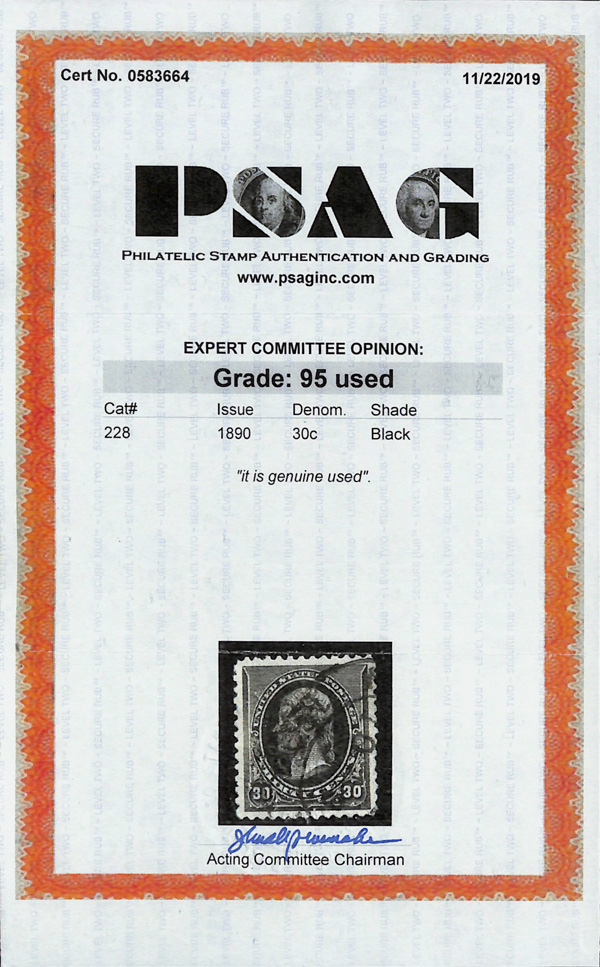 Cert No. 0583664 11/22/2019
PSAG
PHILATELIC STAMP AUTHENTICATION AND GRADING
www.psaginc.com
EXPERT COMMITTEE OPINION:
Grade: 95 used
Cat# Issue Denom. Shade
228 1890 30c Black
"it is genuine used".
UNITED STATES POSTAGE
30 THIRTY CENTS 30
Acting Committee Chairman